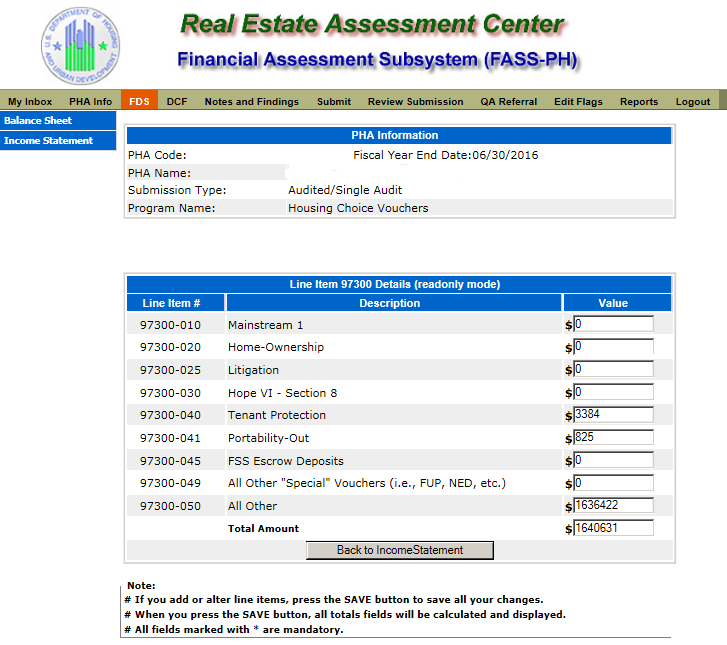 U.S. DEPARTMENT OF HOUSING AND URBAN DEVELOPMENT
Real Estate Assessment Center
Financial Assessment Subsystem (FASS-PH)
My Inbox PHA Info FDS DCF Notes and Findings Submit Review Submission QA Referral Edit Flags Reports Logout
Balance Sheet
Income Statement
PHA Information
PHA Code: Fiscal Year End Date:06/30/2016
PHA Name:
Submission Type: Audited/Single Audit
Program Name: Housing Choice Vouchers
Line Item 97300 Details (readonly mode)
Line Item # Description Value
97300-010 Mainstream 1 $0
97300-020 Home-Ownership $0
97300-025 Litigation $0
97300-030 Hope VI - Section 8 $0
97300-040 Tenant Protection $3384
97300-041 Portability-Out $825
97300-045 FSS Escrow Deposits $0
97300-049 All Other "Special" Vouchers (i.e., FUP, NED, etc.) $0
97300-050 All Other $1636422
Total Amount $1640631
Back to IncomeStatement
Note:
# If you add or alter line items, press the SAVE button to save all your changes.
# When you press the SAVE button, all totals fields will be calculated and displayed.
# All fields marked with * are mandatory.